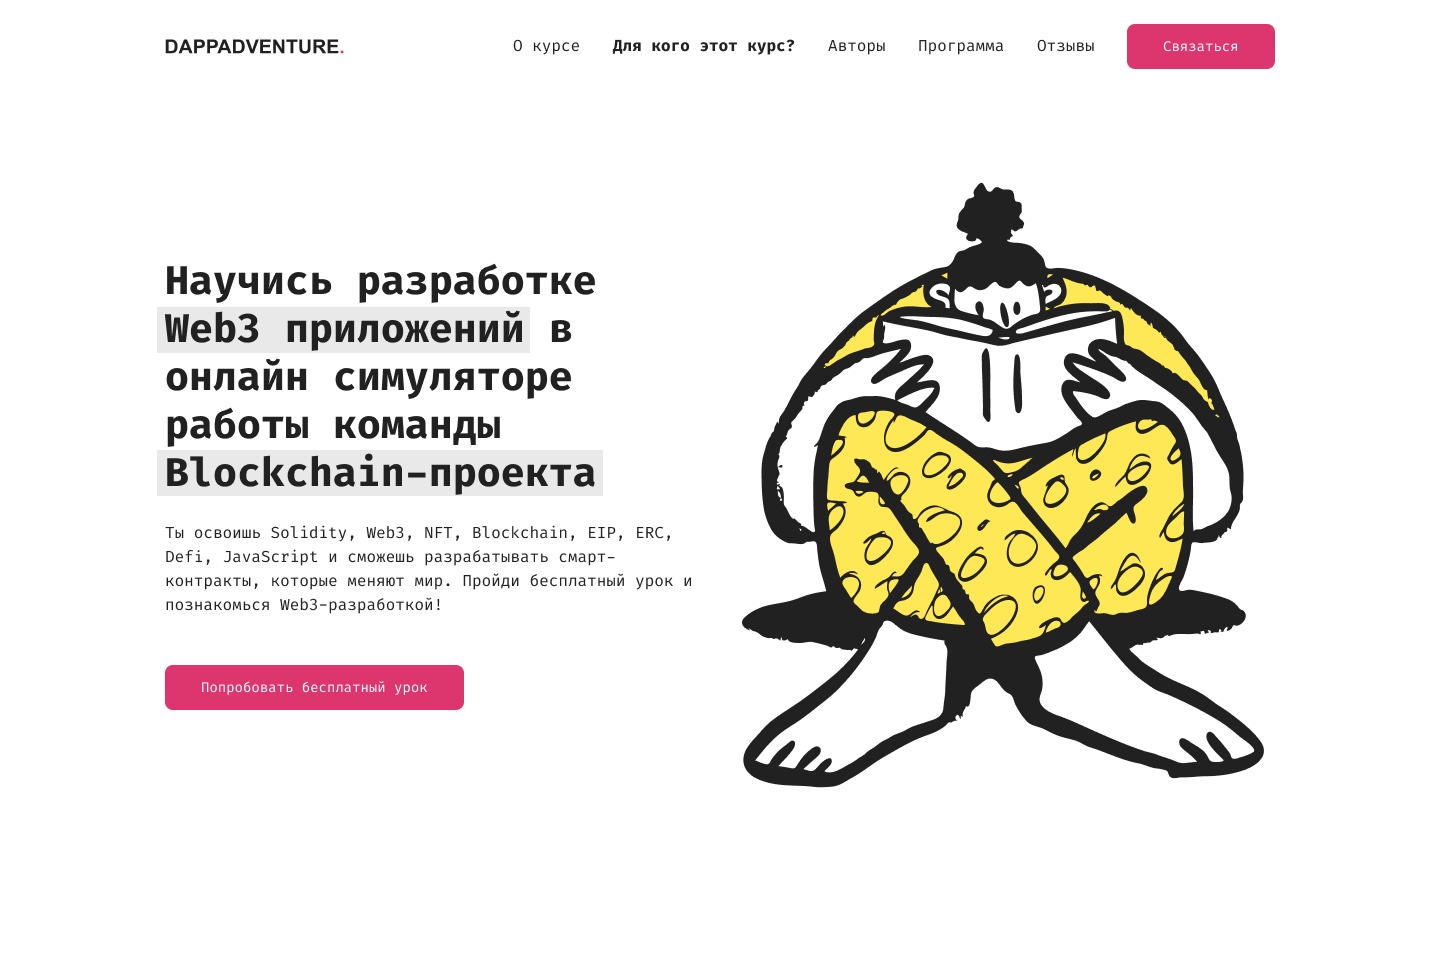 DAPPADVENTURE.
О курсе
Для кого этот курс?
Авторы
Программа
Отзывы
Связаться
Научись разработке
Web3 приложений в
онлайн симуляторе
работы команды
Blockchain-проекта
Ты освоишь Solidity, Web3, NFT, Blockchain, EIP, ERC,
Defi, JavaScript и сможешь разрабатывать смарт-
контракты, которые меняют мир. Пройди бесплатный урок и
познакомься Web3-разработкой!
Попробовать бесплатный урок